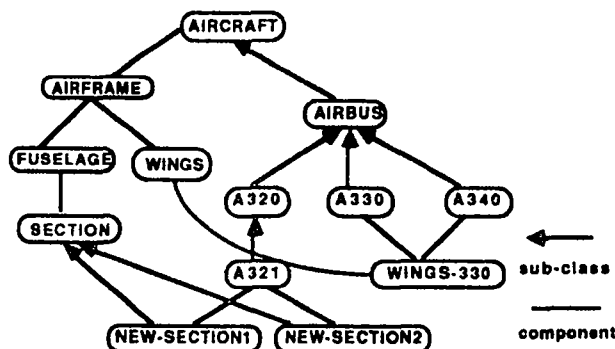 AIRCRAFT
AIRFRAME
AIRBUS
FUSELAGE
WINGS
A320
A330
A340
SECTION
sub-class
A321
WINGS-330
component
NEW-SECTION1
NEW-SECTION2